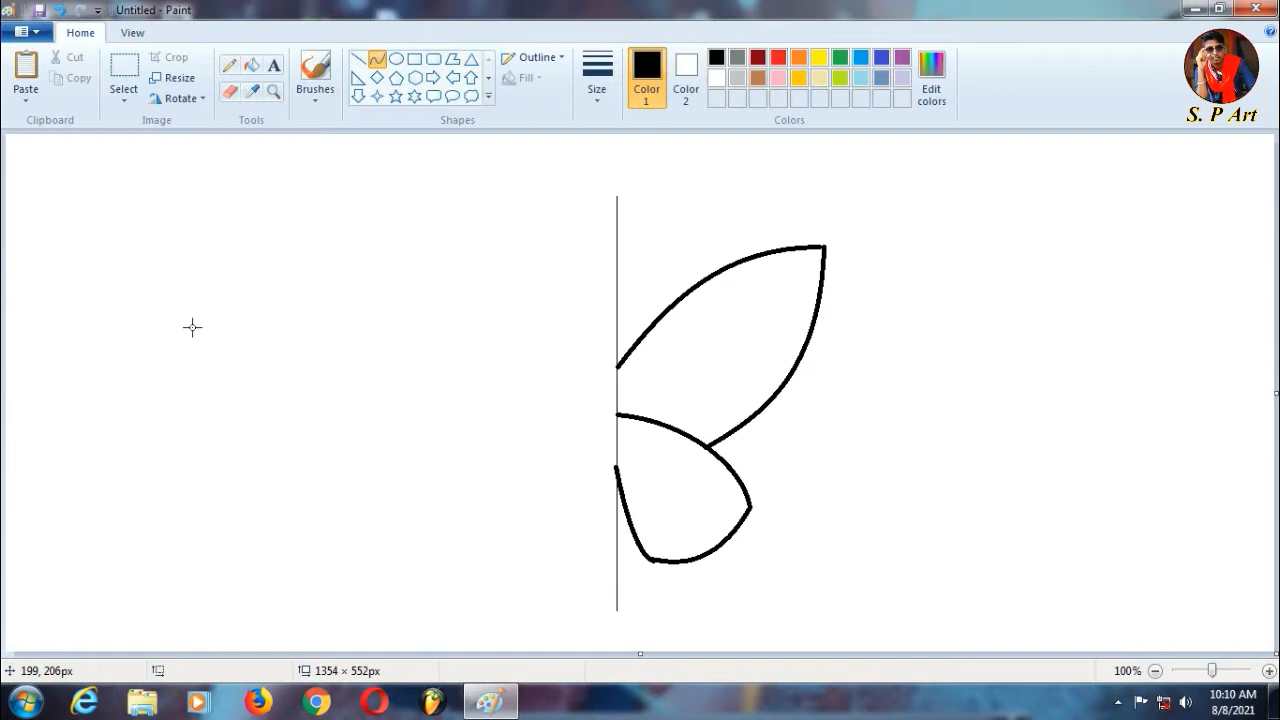 Untitled - Paint
Home
View
Paste
Cut
Copy
Clipboard
Select
Crop
Resize
Rotate
Image
Tools
Brushes
Outline
Fill
Shapes
Size
Color
1
Color
2
Edit
colors
Colors
S. P Art
199, 206px
1354 × 552px
100%
10:10 AM
8/8/2021